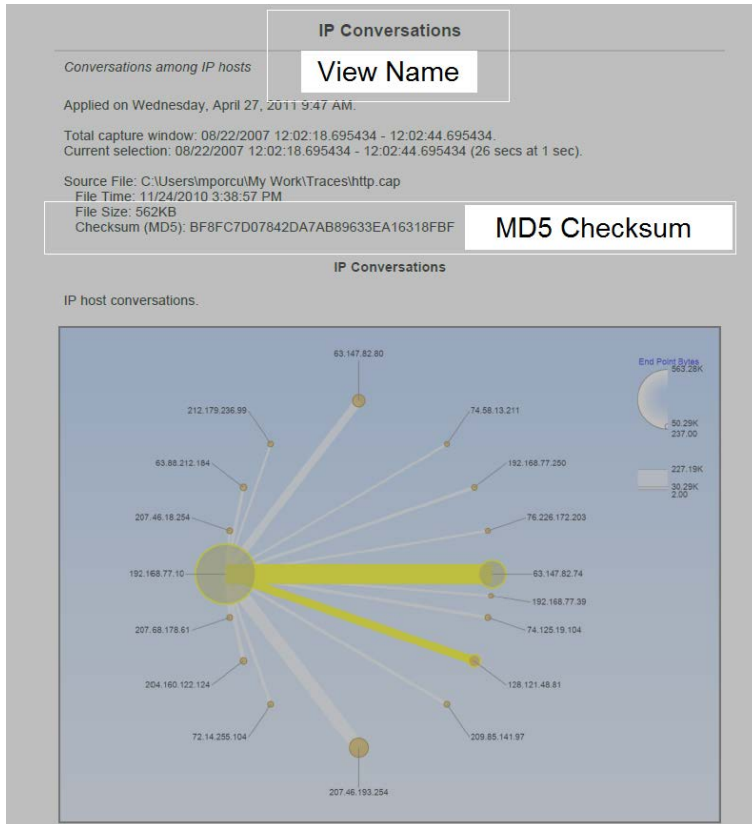 IP Conversations
View Name
Conversations among IP hosts
Applied on Wednesday, April 27, 2011 9:47 AM.
Total capture window: 08/22/2007 12:02:18.695434 - 12:02:44.695434.
Current selection: 08/22/2007 12:02:18.695434 - 12:02:44.695434 (26 secs at 1 sec).
Source File: C:\Users\mporcu\My Work\Traces\http.cap
File Time: 11/24/2010 3:38:57 PM
File Size: 562KB
Checksum (MD5): BF8FC7D07842DA7AB89633EA16318FBF
MD5 Checksum
IP Conversations
IP host conversations.
63.147.82.80
End Point Bytes
563.28K
212.179.236.99
74.58.13.211
50.29K
237.00
63.88.212.184
192.168.77.250
227.19K
30.29K
2.00
207.46.18.254
76.226.172.203
192.168.77.10
63.147.82.74
192.168.77.39
207.68.178.61
74.125.19.104
204.160.122.124
128.121.48.81
72.14.255.104
209.85.141.97
207.46.193.254